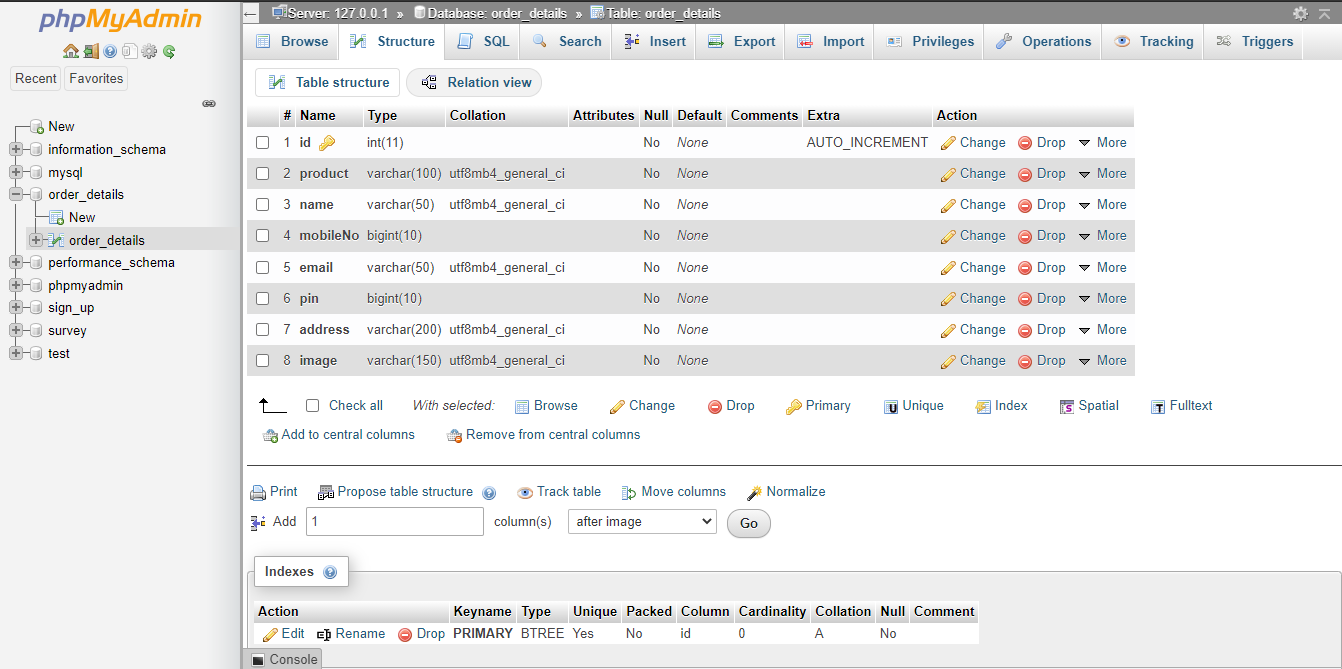 phpMyAdmin
Recent Favorites
New
information_schema
mysql
order_details
New
order_details
performance_schema
phpmyadmin
sign_up
survey
test
Server: 127.0.0.1 » Database: order_details » Table: order_details
Browse Structure SQL Search Insert Export Import Privileges Operations Tracking Triggers
Table structure Relation view
# Name Type Collation Attributes Null Default Comments Extra Action
1 id int(11) No None AUTO_INCREMENT Change Drop More
2 product varchar(100) utf8mb4_general_ci No None Change Drop More
3 name varchar(50) utf8mb4_general_ci No None Change Drop More
4 mobileNo bigint(10) No None Change Drop More
5 email varchar(50) utf8mb4_general_ci No None Change Drop More
6 pin bigint(10) No None Change Drop More
7 address varchar(200) utf8mb4_general_ci No None Change Drop More
8 image varchar(150) utf8mb4_general_ci No None Change Drop More
Check all With selected: Browse Change Drop Primary Unique Index Spatial Fulltext
Add to central columns Remove from central columns
Print Propose table structure Track table Move columns Normalize
Add 1 column(s) after image Go
Indexes
Action Keyname Type Unique Packed Column Cardinality Collation Null Comment
Edit Rename Drop PRIMARY BTREE Yes No id 0 A No
Console